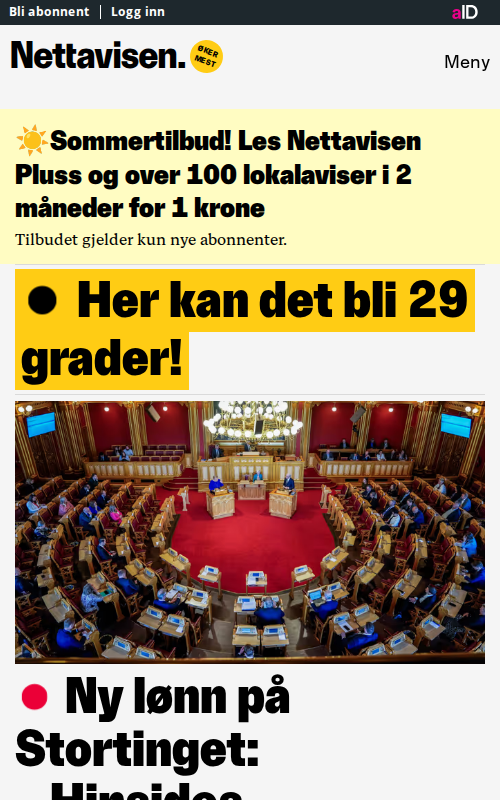 Bli abonnent Logg inn aID
Nettavisen. ØKER MEST
Meny
Sommertilbud! Les Nettavisen
Pluss og over 100 lokalaviser i 2
måneder for 1 krone
Tilbudet gjelder kun nye abonnenter.
Her kan det bli 29
grader!
Ny lønn på
Stortinget:
– Hinsides